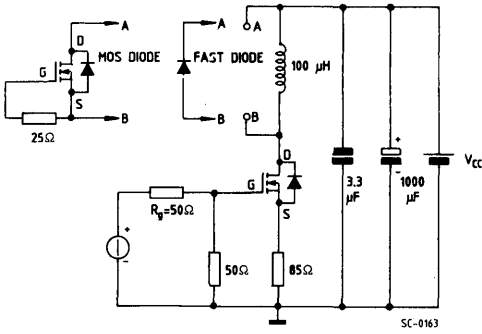 A
A
A
D
MOS DIODE
FAST DIODE
100 µH
G
S
B
B
B
25Ω
D
G
S
+
3.3
µF
1000
µF
-
VCC
Rg=50Ω
+
-
50Ω
85Ω
SC-0163